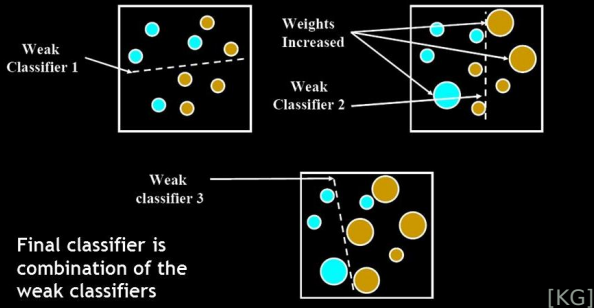 Weak
Classifier 1
Weights
Increased
Weak
Classifier 2
Weak
classifier 3
Final classifier is
combination of the
weak classifiers
[KG]